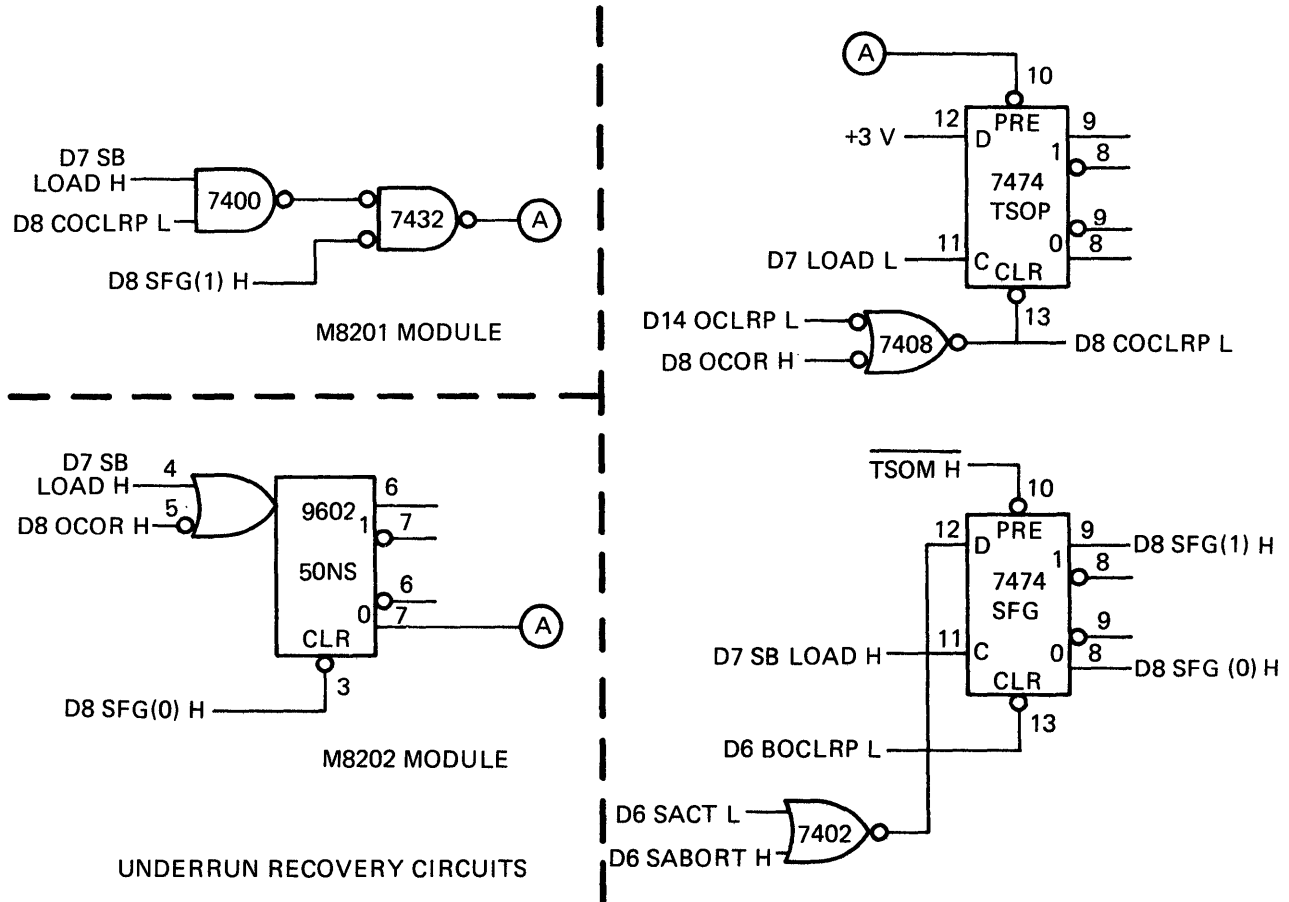 D7 SB
LOAD H
D8 COCLRP L
7400
7432
A
D8 SFG(1) H
M8201 MODULE
D7 SB
LOAD H
4
5
D8 OCOR H
9602
1
50NS
0
CLR
6
7
6
7
A
3
D8 SFG(0) H
M8202 MODULE
UNDERRUN RECOVERY CIRCUITS
A
10
+3 V
12
D
PRE
1
9
8
7474
TSOP
9
0
8
D7 LOAD L
11
C
CLR
13
D14 OCLRP L
D8 OCOR H
7408
D8 COCLRP L
TSOM H
10
12
D
PRE
1
9
D8 SFG(1) H
8
7474
SFG
9
D7 SB LOAD H
11
C
0
8
D8 SFG (0) H
CLR
13
D6 BOCLRP L
D6 SACT L
D6 SABORT H
7402